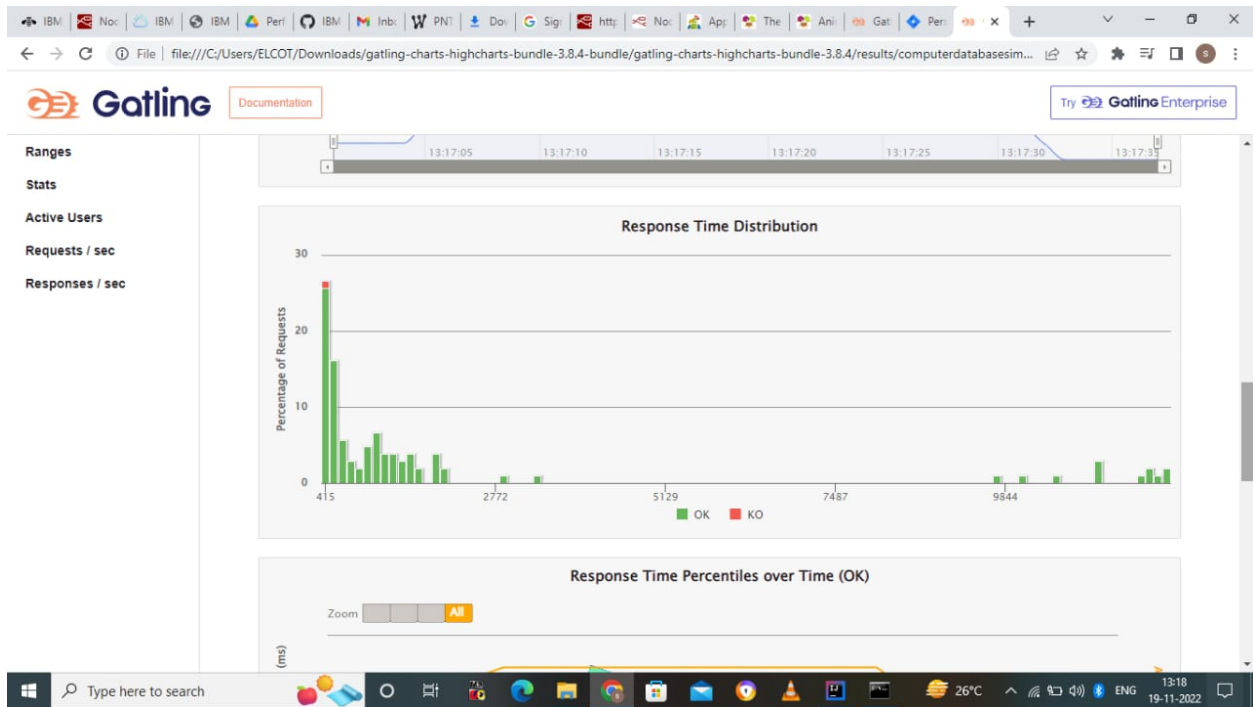 IBM Noc IBM IBM Perf IBM Inbc PNT Dov Sigr http Noc App The Anir Gat Per
File file:///C:/Users/ELCOT/Downloads/gatling-charts-highcharts-bundle-3.8.4-bundle/gatling-charts-highcharts-bundle-3.8.4/results/computerdatabasesim...
Gatling Documentation Try Gatling Enterprise
Ranges
Stats
Active Users
Requests / sec
Responses / sec
13:17:05 13:17:10 13:17:15 13:17:20 13:17:25 13:17:30 13:17:35
Response Time Distribution
Percentage of Requests
30
20
10
0
415 2772 5129 7487 9844
OK KO
Response Time Percentiles over Time (OK)
Zoom All
(ms)
Type here to search
26°C ENG
13:18
19-11-2022